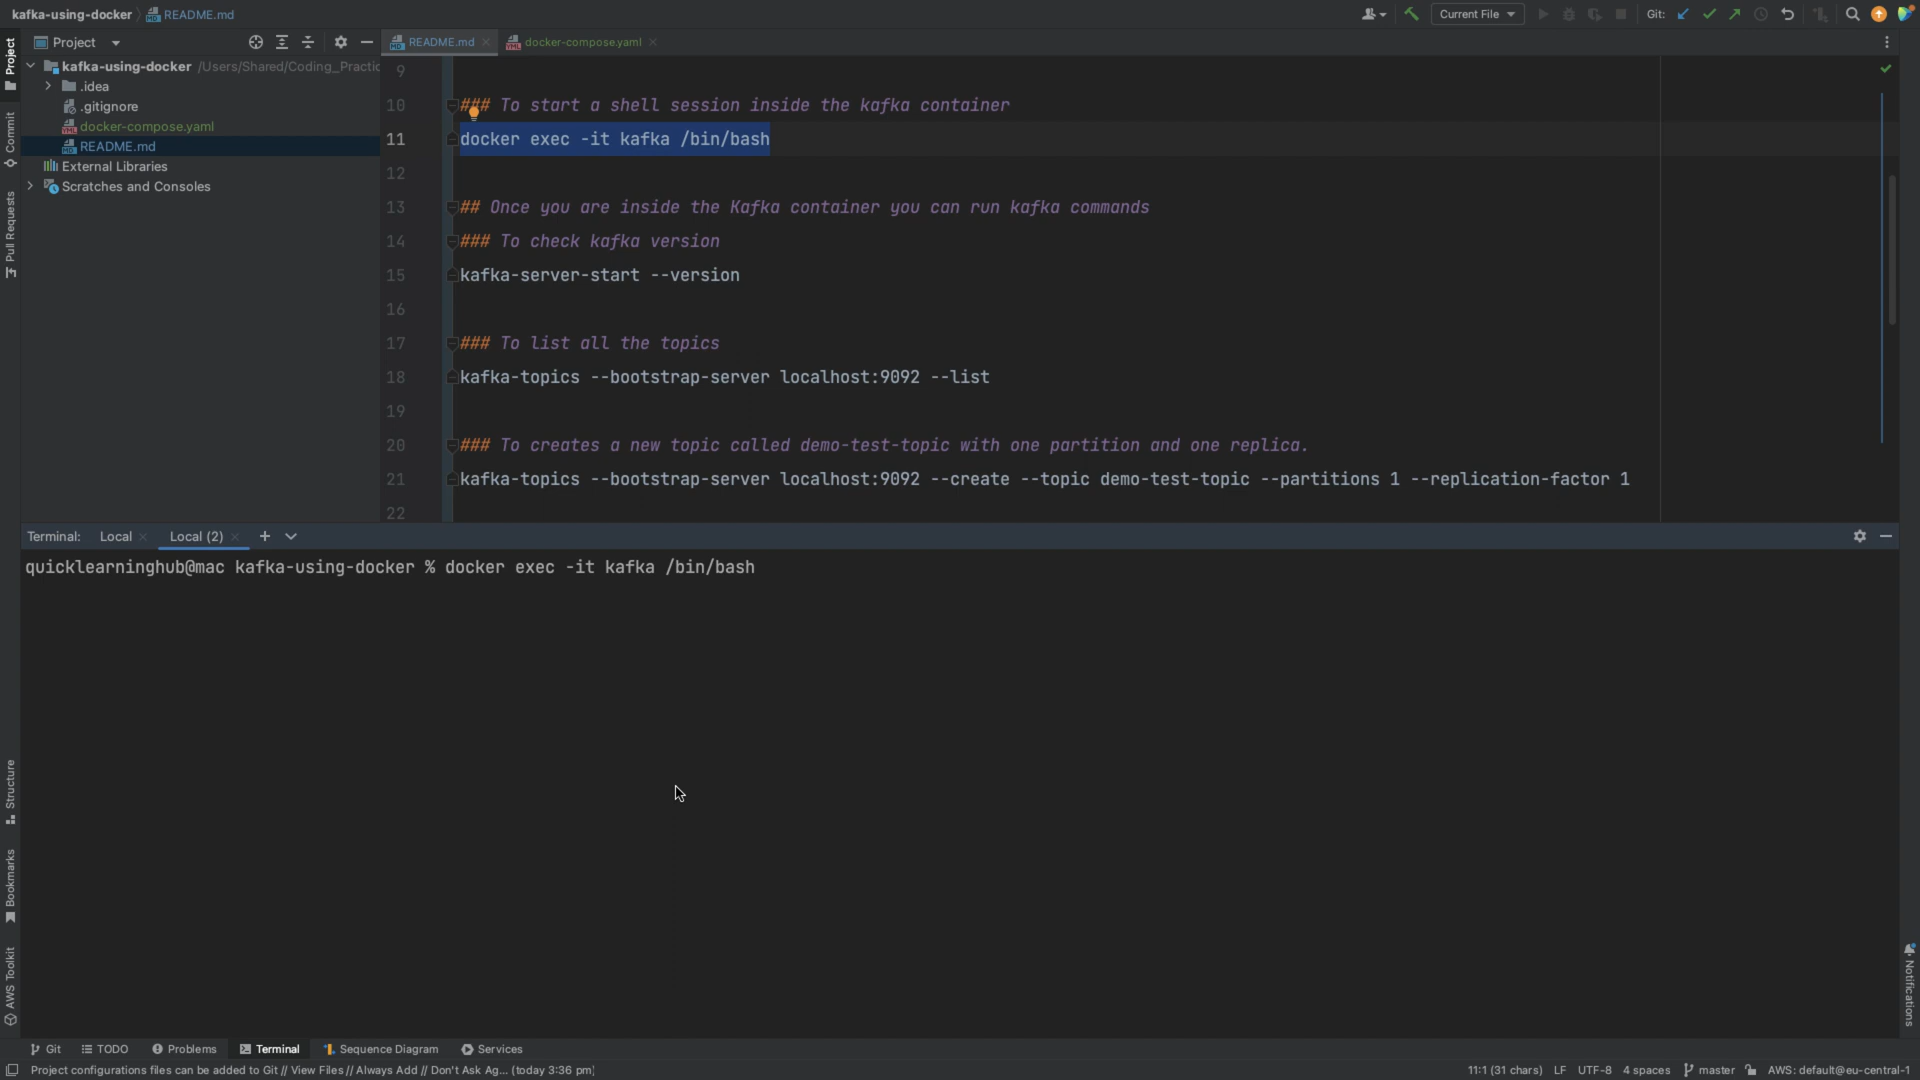 kafka-using-docker README.md
Current File
Git:
Project
README.md
docker-compose.yaml
kafka-using-docker /Users/Shared/Coding_Practic
.idea
.gitignore
docker-compose.yaml
README.md
External Libraries
Scratches and Consoles
Project
Commit
Pull Requests
Structure
Bookmarks
AWS Toolkit
9
10 ### To start a shell session inside the kafka container
11 docker exec -it kafka /bin/bash
12
13 ## Once you are inside the Kafka container you can run kafka commands
14 ### To check kafka version
15 kafka-server-start --version
16
17 ### To list all the topics
18 kafka-topics --bootstrap-server localhost:9092 --list
19
20 ### To creates a new topic called demo-test-topic with one partition and one replica.
21 kafka-topics --bootstrap-server localhost:9092 --create --topic demo-test-topic --partitions 1 --replication-factor 1
22
Terminal: Local Local (2)
quicklearninghub@mac kafka-using-docker % docker exec -it kafka /bin/bash
Notifications
Git TODO Problems Terminal Sequence Diagram Services
Project configurations files can be added to Git // View Files // Always Add // Don't Ask Ag... (today 3:36 pm)
11:1 (31 chars) LF UTF-8 4 spaces master AWS: default@eu-central-1